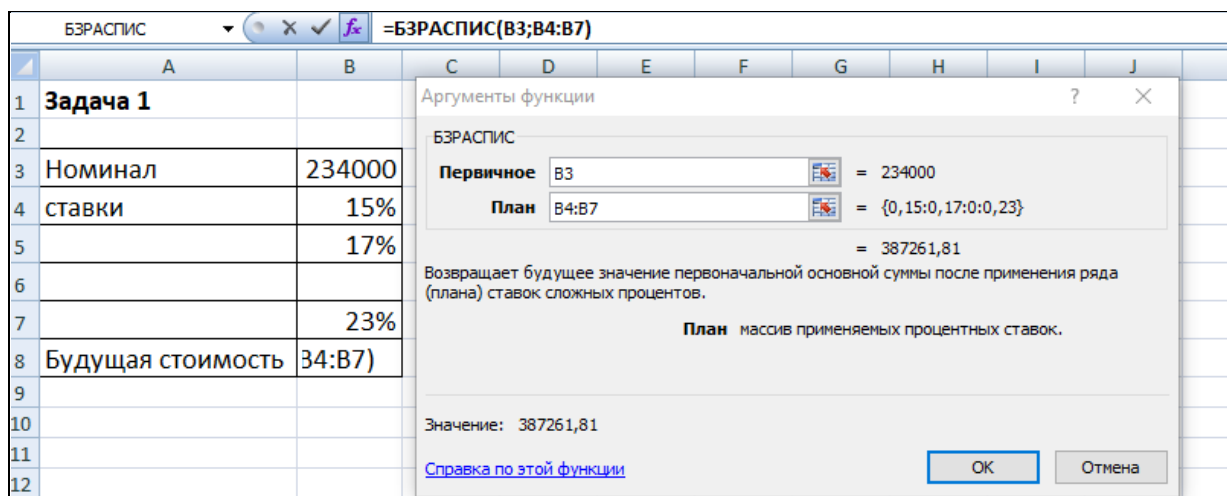 БЗРАСПИС fx =БЗРАСПИС(B3;B4:B7)
A B C D E F G H I J
1 Задача 1
2
3 Номинал 234000
4 ставки 15%
5 17%
6
7 23%
8 Будущая стоимость B4:B7)
9
10
11
12
Аргументы функции ? ×
БЗРАСПИС
Первичное B3 = 234000
План B4:B7 = {0,15:0,17:0:0,23}
= 387261,81
Возвращает будущее значение первоначальной основной суммы после применения ряда
(плана) ставок сложных процентов.
План массив применяемых процентных ставок.
Значение: 387261,81
Справка по этой функции ОК Отмена